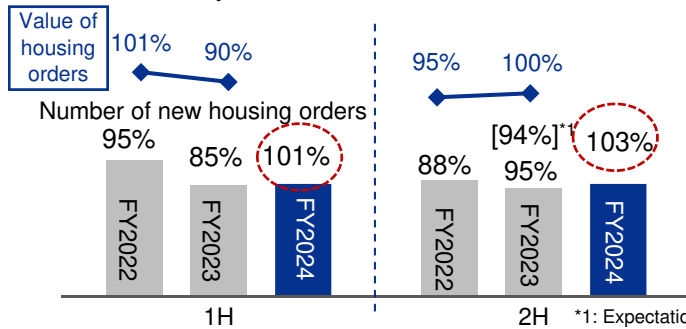 Value of
housing
orders
101%
90%
95%
100%
Number of new housing orders
95%
85%
101%
88%
[94%]*1
95%
103%
FY2022
FY2023
FY2024
FY2022
FY2023
FY2024
1H
2H
*1: